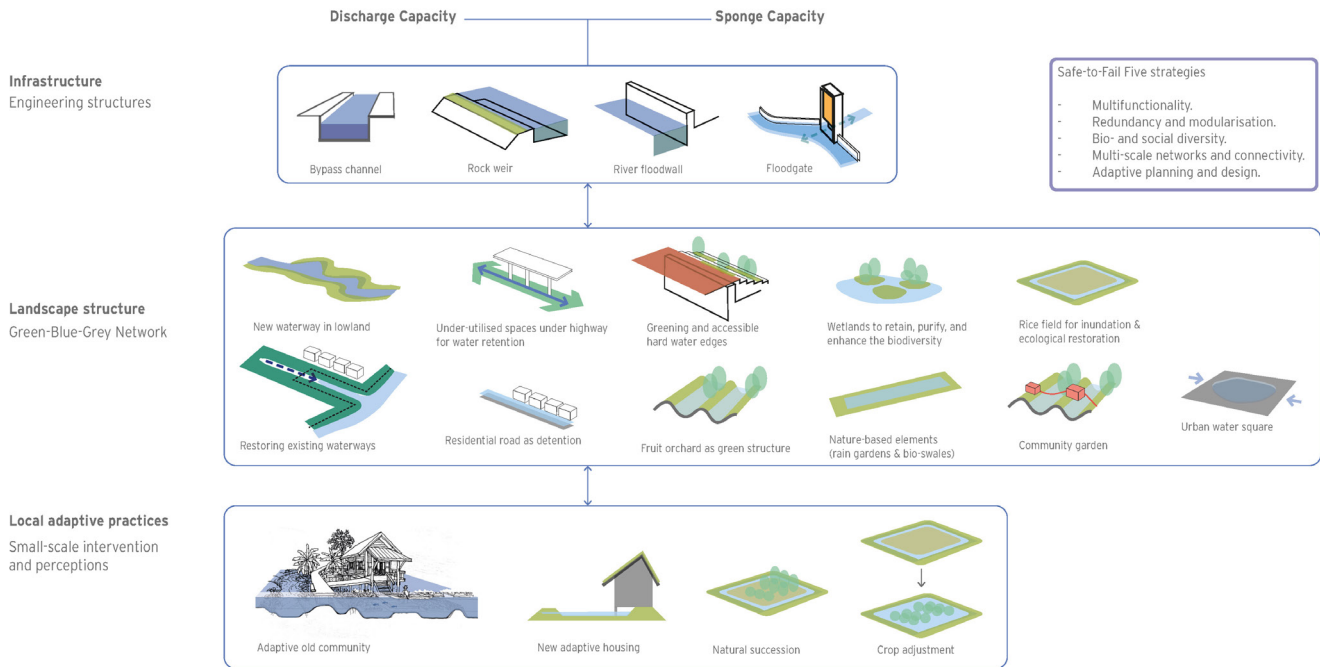 Discharge Capacity
Sponge Capacity
Infrastructure
Engineering structures
Bypass channel
Rock weir
River floodwall
Floodgate
Safe-to-Fail Five strategies
- Multifunctionality.
- Redundancy and modularisation.
- Bio- and social diversity.
- Multi-scale networks and connectivity.
- Adaptive planning and design.
Landscape structure
Green-Blue-Grey Network
New waterway in lowland
Under-utilised spaces under highway
for water retention
Greening and accessible
hard water edges
Wetlands to retain, purify, and
enhance the biodiversity
Rice field for inundation &
ecological restoration
Restoring existing waterways
Residential road as detention
Fruit orchard as green structure
Nature-based elements
(rain gardens & bio-swales)
Community garden
Urban water square
Local adaptive practices
Small-scale intervention
and perceptions
Adaptive old community
New adaptive housing
Natural succession
Crop adjustment